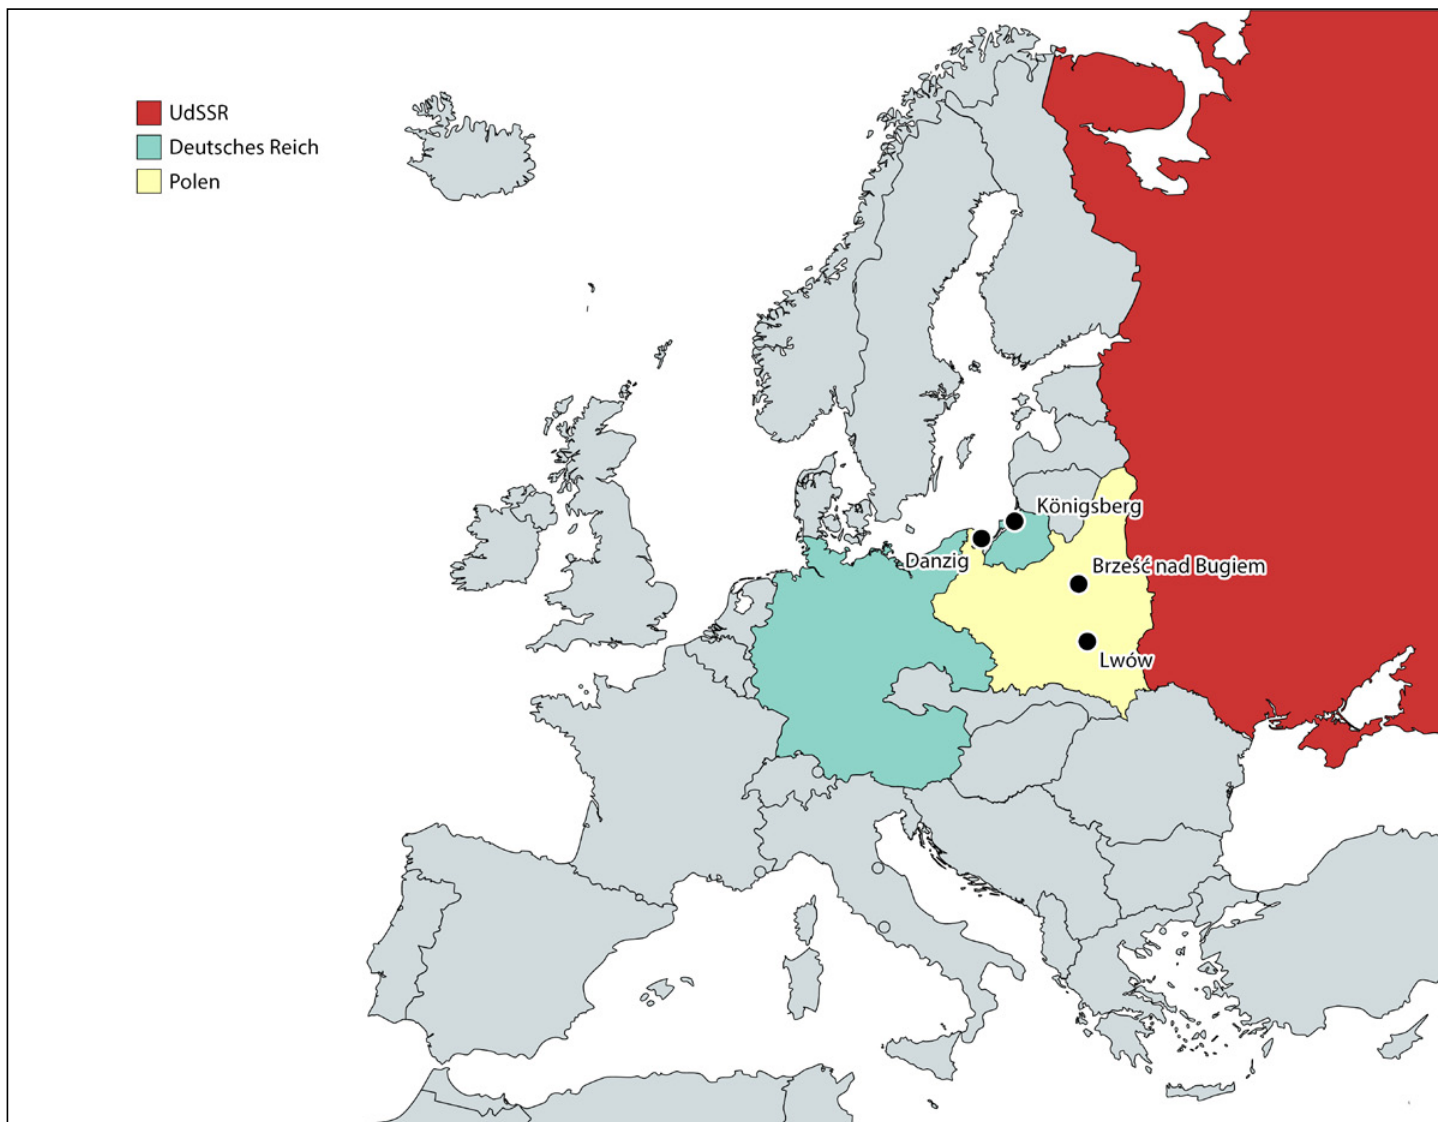 UdSSR
Deutsches Reich
Polen
Königsberg
Danzig
Brześć nad Bugiem
Lwów